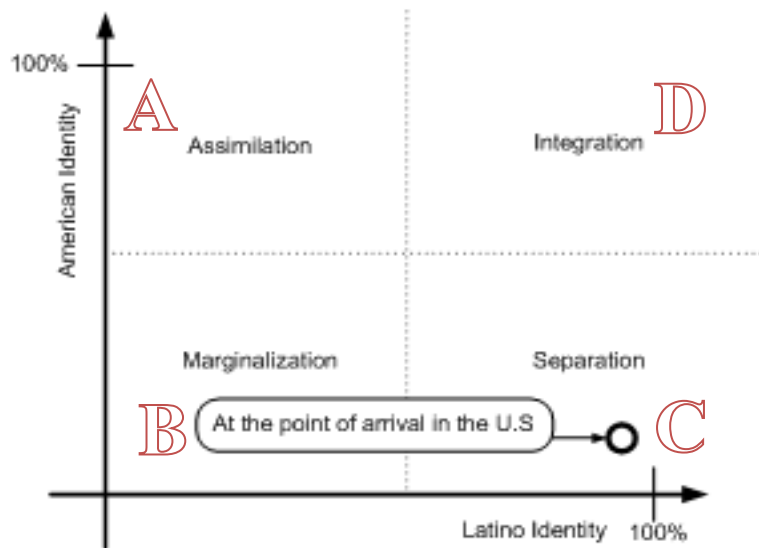 100%
A
D
Assimilation
Integration
American Identity
Marginalization
Separation
B
At the point of arrival in the U.S
C
Latino Identity
100%